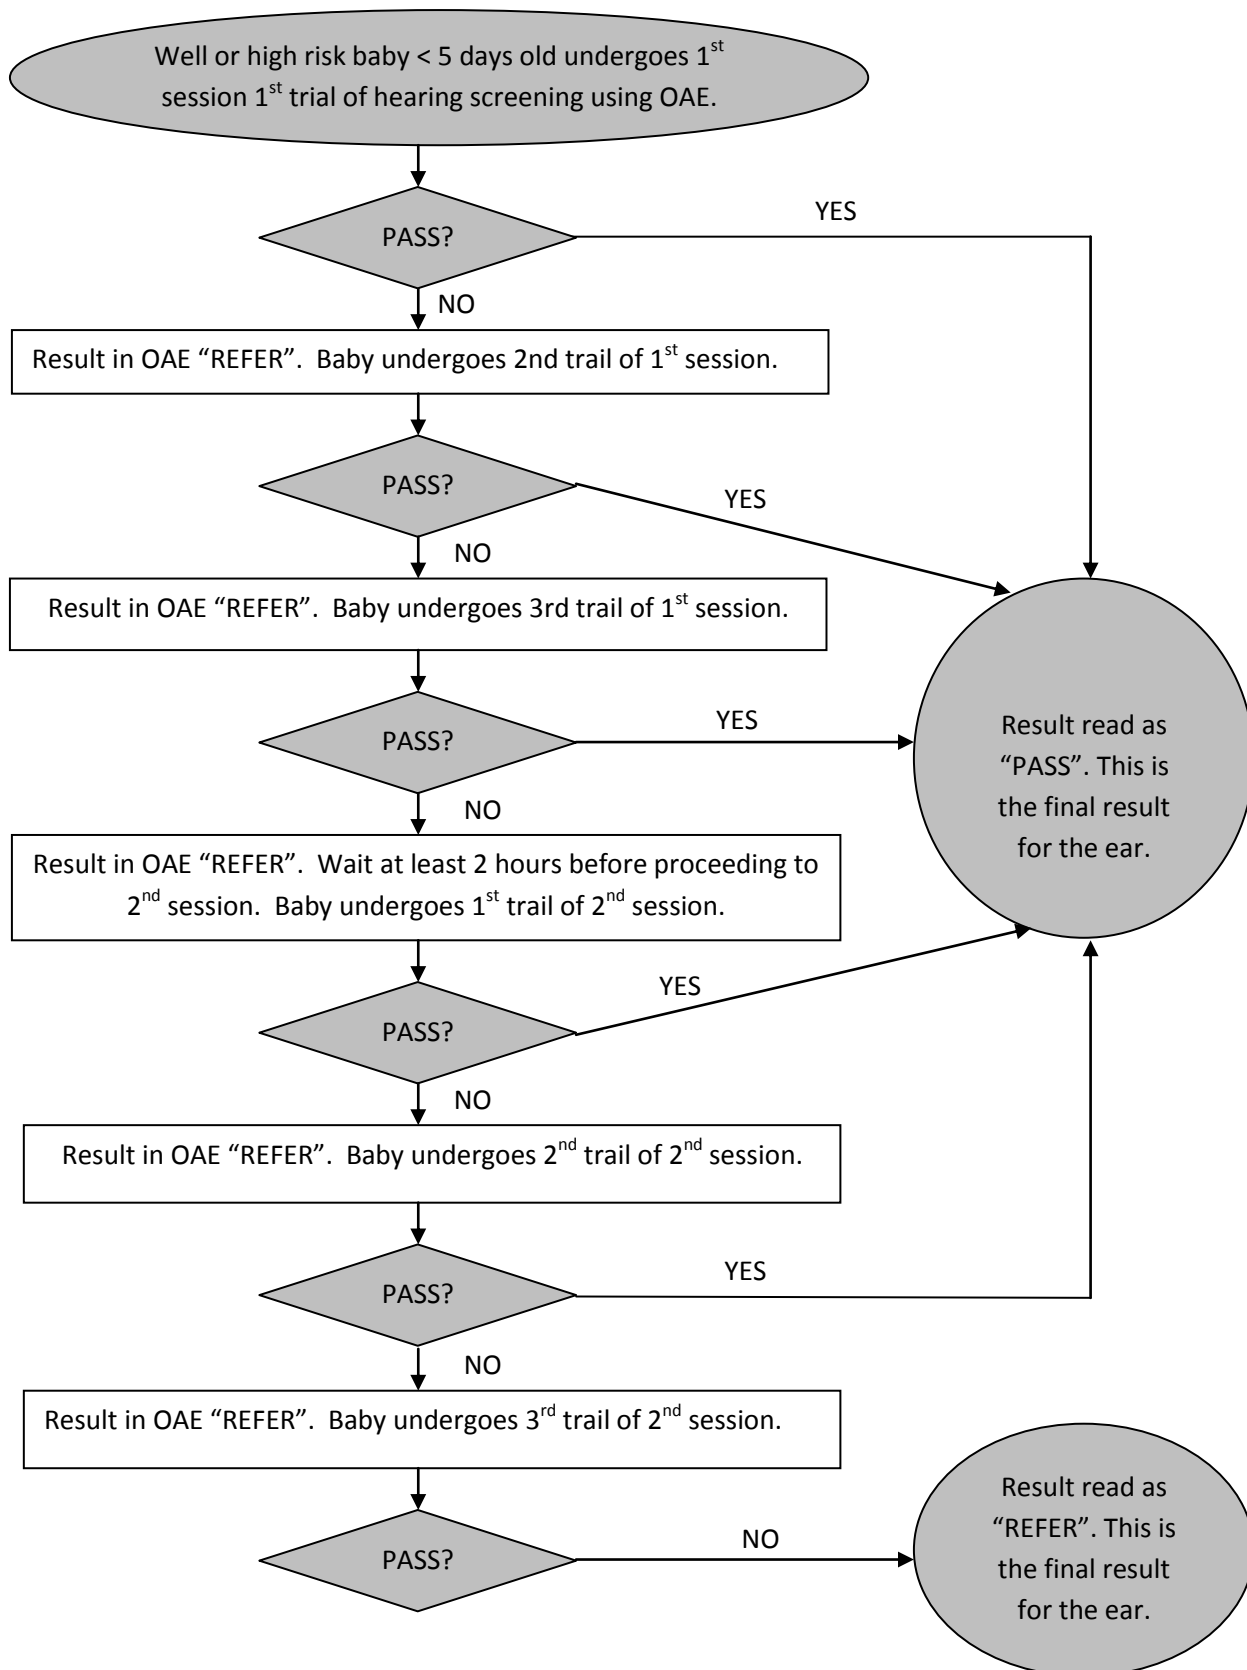 Well or high risk baby < 5 days old undergoes 1st
session 1st trial of hearing screening using OAE.
PASS?
YES
NO
Result in OAE “REFER”.  Baby undergoes 2nd trail of 1st session.
PASS?
YES
NO
Result in OAE “REFER”.  Baby undergoes 3rd trail of 1st session.
PASS?
YES
Result read as
“PASS”. This is
the final result
for the ear.
NO
Result in OAE “REFER”.  Wait at least 2 hours before proceeding to
2nd session.  Baby undergoes 1st trail of 2nd session.
PASS?
YES
NO
Result in OAE “REFER”.  Baby undergoes 2nd trail of 2nd session.
PASS?
YES
NO
Result in OAE “REFER”.  Baby undergoes 3rd trail of 2nd session.
PASS?
NO
Result read as
“REFER”. This is
the final result
for the ear.